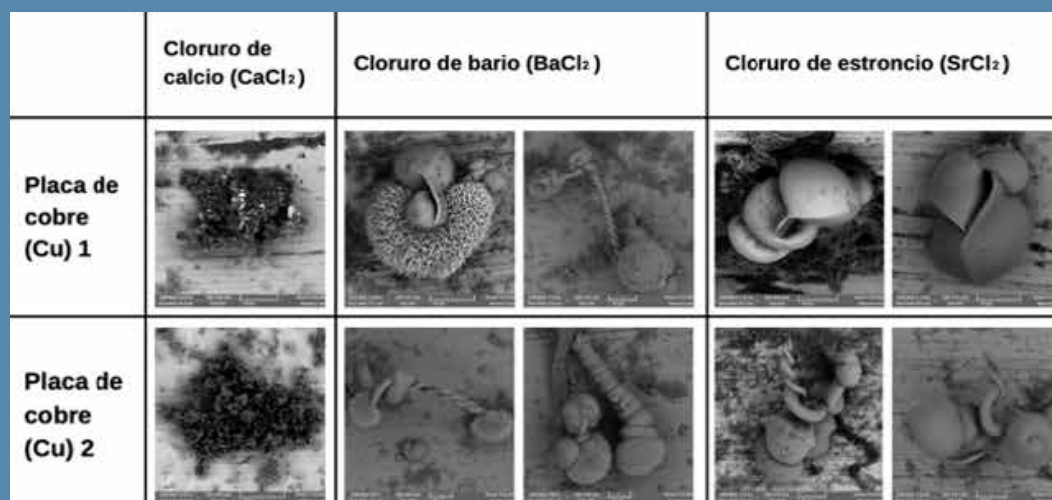 Cloruro de
calcio (CaCl₂)
Cloruro de bario (BaCl₂)
Cloruro de estroncio (SrCl₂)
Placa de
cobre
(Cu) 1
Placa de
cobre
(Cu) 2